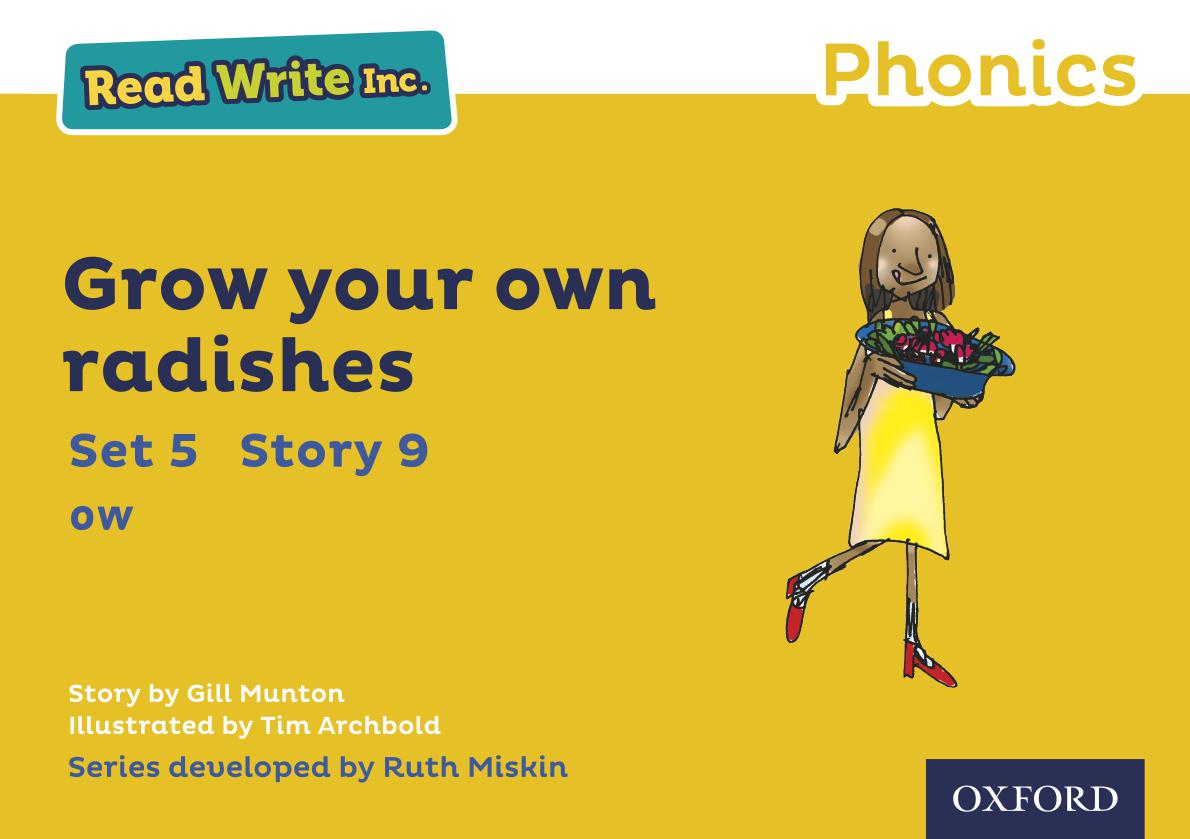 Read Write Inc.
Phonics
Grow your own
radishes
Set 5 Story 9
ow
Story by Gill Munton
Illustrated by Tim Archbold
Series developed by Ruth Miskin
OXFORD